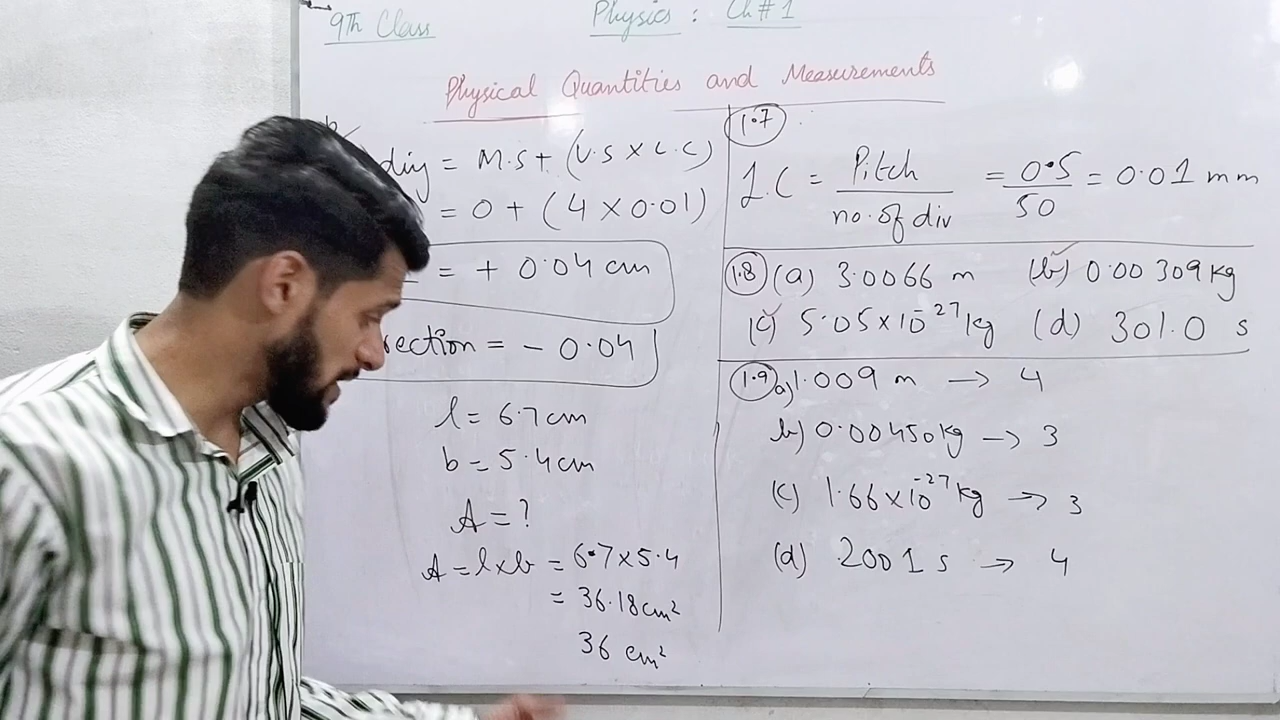 9th Class
Physics : Ch # 1
Physical Quantities and Measurements
diy = M.S + (V.S x L.C)
= 0 + (4 x 0.01)
= + 0.04 cm
rection = - 0.04
l = 6.7 cm
b = 5.4 cm
A = ?
A = l x b = 6.7 x 5.4
= 36.18 cm²
36 cm²
1.7
L.C = Pitch / no. of div = 0.5 / 50 = 0.01 mm
1.8 (a) 3.0066 m (b) 0.00309 kg
(c) 5.05 x 10⁻²⁷ kg (d) 301.0 s
1.9 a) 1.009 m → 4
b) 0.00450 kg → 3
(c) 1.66 x 10⁻²⁷ kg → 3
(d) 2001 s → 4